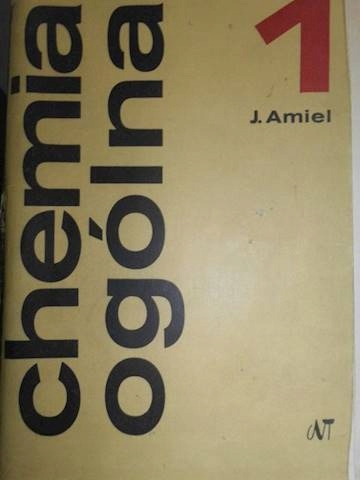 1
J. Amiel
chemia
ogólna
WNT